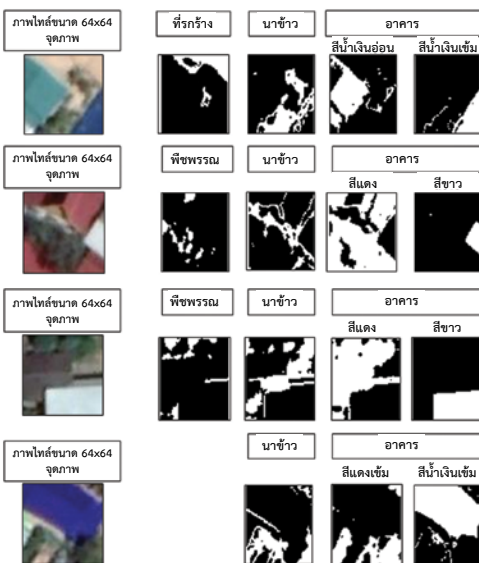 ภาพไทล์ขนาด 64x64
จุดภาพ
ที่รกร้าง
นาข้าว
อาคาร
สีน้ำเงินอ่อน
สีน้ำเงินเข้ม
ภาพไทล์ขนาด 64x64
จุดภาพ
พืชพรรณ
นาข้าว
อาคาร
สีแดง
สีขาว
ภาพไทล์ขนาด 64x64
จุดภาพ
พืชพรรณ
นาข้าว
อาคาร
สีแดง
สีขาว
ภาพไทล์ขนาด 64x64
จุดภาพ
นาข้าว
อาคาร
สีแดงเข้ม
สีน้ำเงินเข้ม